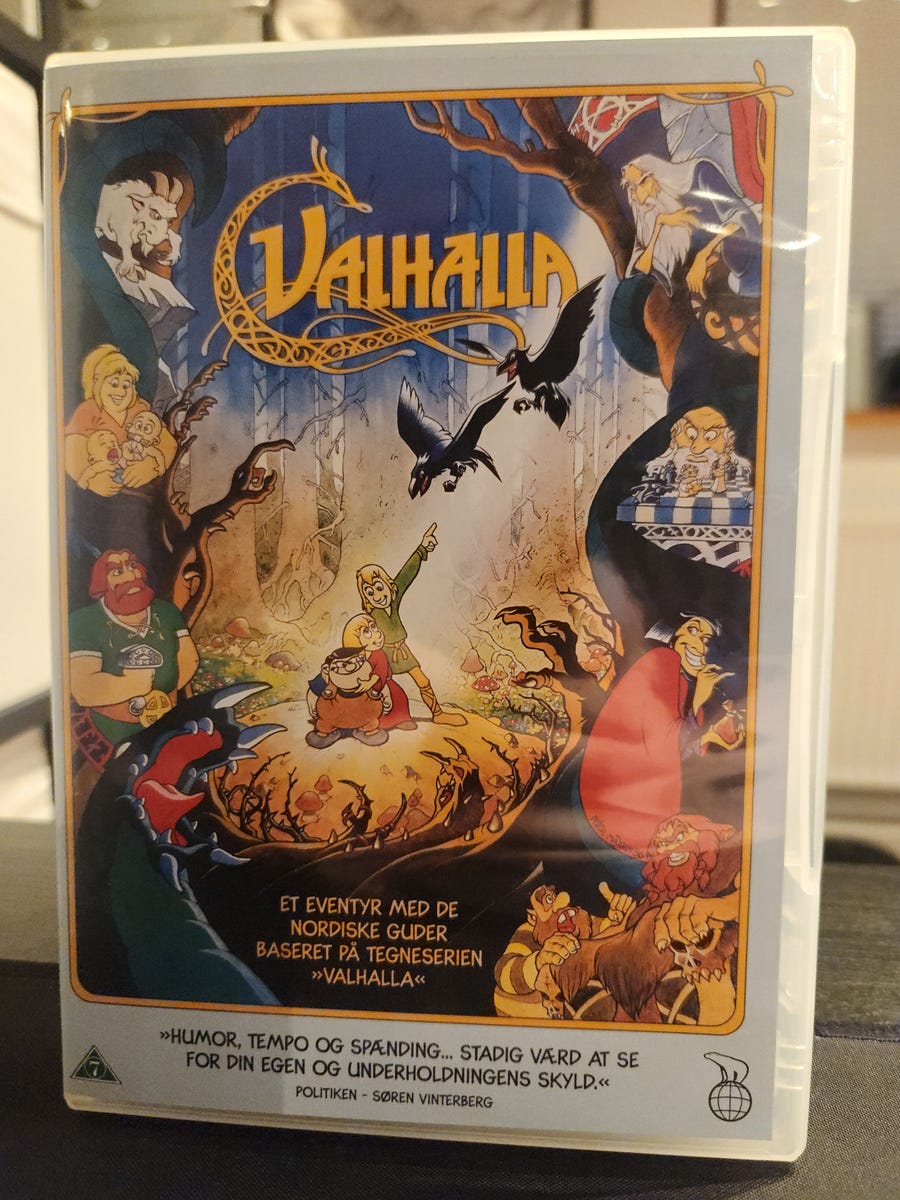 VALHALLA
ET EVENTYR MED DE
NORDISKE GUDER
BASERET PÅ TEGNESERIEN
»VALHALLA«
»HUMOR, TEMPO OG SPÆNDING... STADIG VÆRD AT SE
FOR DIN EGEN OG UNDERHOLDNINGENS SKYLD.«
POLITIKEN - SØREN VINTERBERG
7